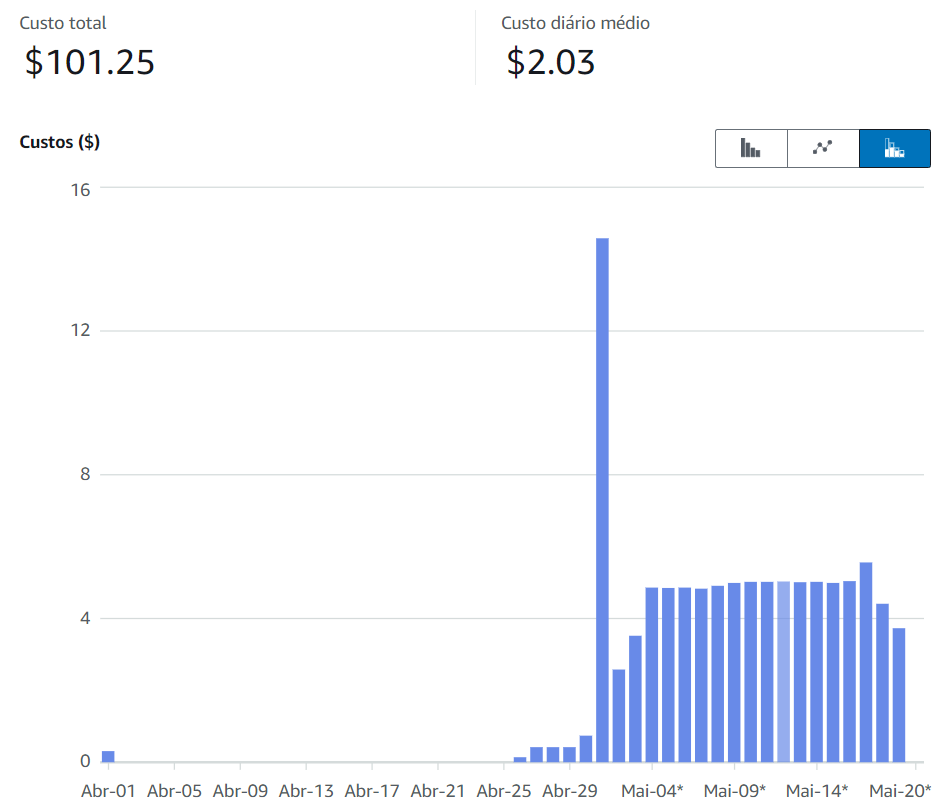 Custo total
$101.25
Custo diário médio
$2.03
Custos ($)
16
12
8
4
0
Abr-01 Abr-05 Abr-09 Abr-13 Abr-17 Abr-21 Abr-25 Abr-29 Mai-04* Mai-09* Mai-14* Mai-20*